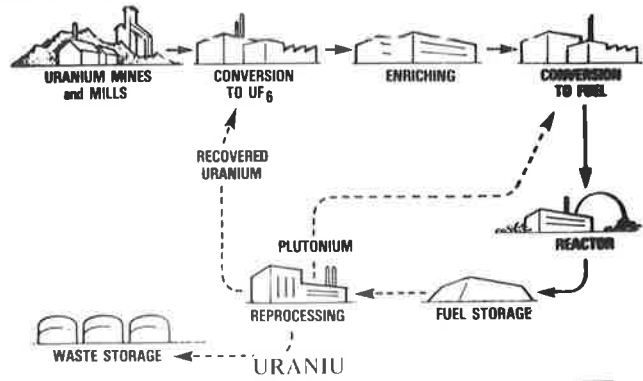 URANIUM MINES
and MILLS
CONVERSION
TO UF6
ENRICHING
CONVERSION
TO FUEL
RECOVERED
URANIUM
PLUTONIUM
REACTOR
REPROCESSING
FUEL STORAGE
WASTE STORAGE
URANIU